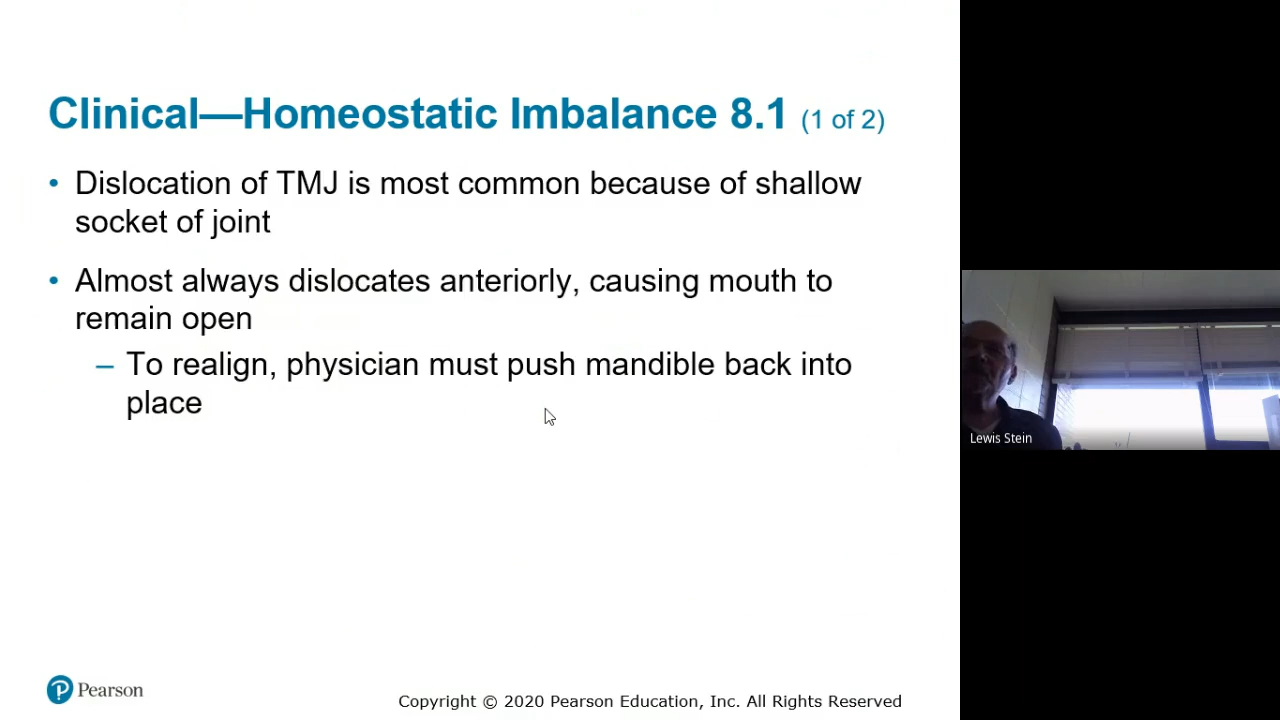 Clinical—Homeostatic Imbalance 8.1 (1 of 2)
• Dislocation of TMJ is most common because of shallow
socket of joint
• Almost always dislocates anteriorly, causing mouth to
remain open
– To realign, physician must push mandible back into
place
Lewis Stein
Pearson
Copyright © 2020 Pearson Education, Inc. All Rights Reserved